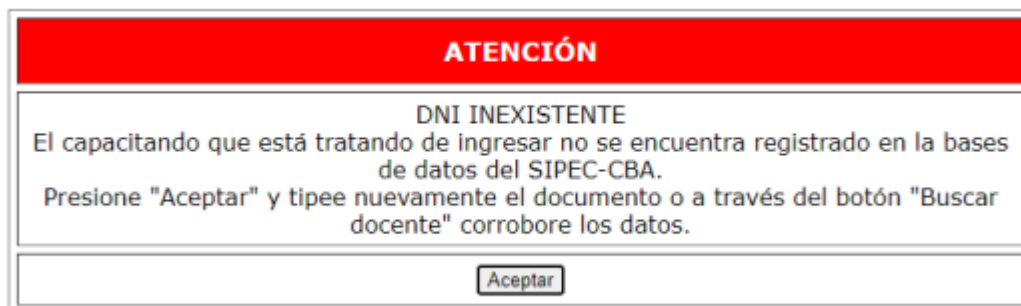 ATENCIÓN
DNI INEXISTENTE
El capacitando que está tratando de ingresar no se encuentra registrado en la bases
de datos del SIPEC-CBA.
Presione "Aceptar" y tipee nuevamente el documento o a través del botón "Buscar
docente" corrobore los datos.
Aceptar